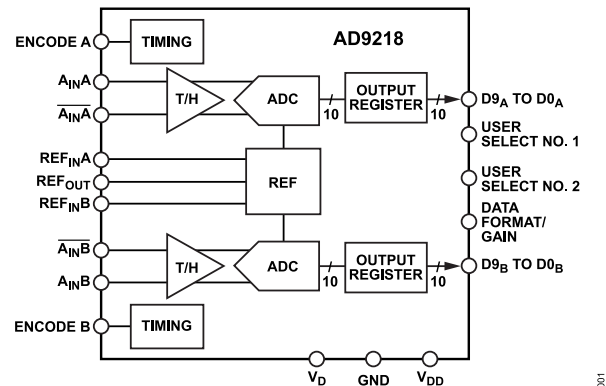 AD9218
ENCODE A
TIMING
AINA
AINA
T/H
ADC
10
OUTPUT
REGISTER
10
D9A TO D0A
USER
SELECT NO. 1
REFINA
REFOUT
REFINB
REF
USER
SELECT NO. 2
DATA
FORMAT/
GAIN
AINB
AINB
T/H
ADC
10
OUTPUT
REGISTER
10
D9B TO D0B
ENCODE B
TIMING
VD
GND
VDD
001